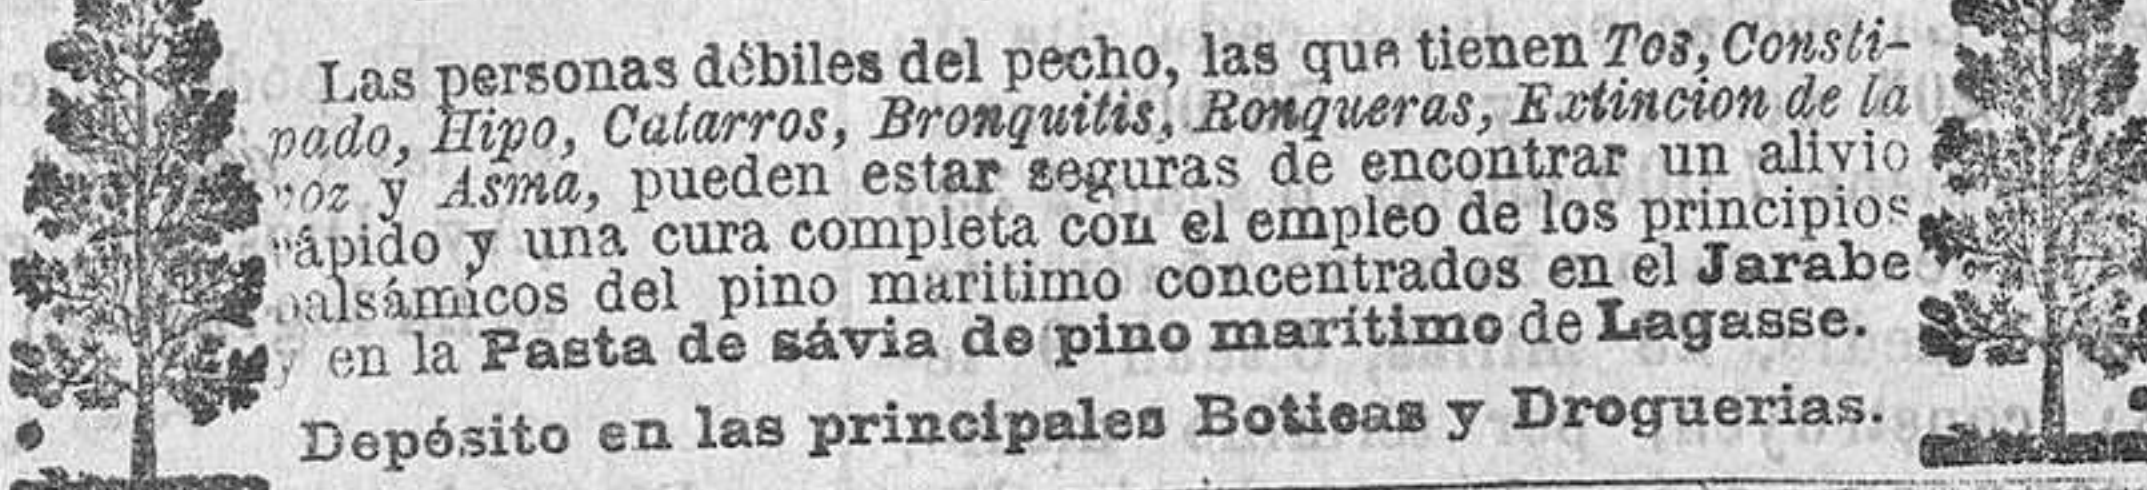 Las personas débiles del pecho, las que tienen Tos, Consti-
pado, Hipo, Catarros, Bronquitis, Ronqueras, Extincion de la
voz y Asma, pueden estar seguras de encontrar un alivio
rápido y una cura completa con el empleo de los principios
balsámicos del pino maritimo concentrados en el Jarabe
y en la Pasta de sávia de pino marítimo de Lagasse.
Depósito en las principales Boticas y Droguerias.